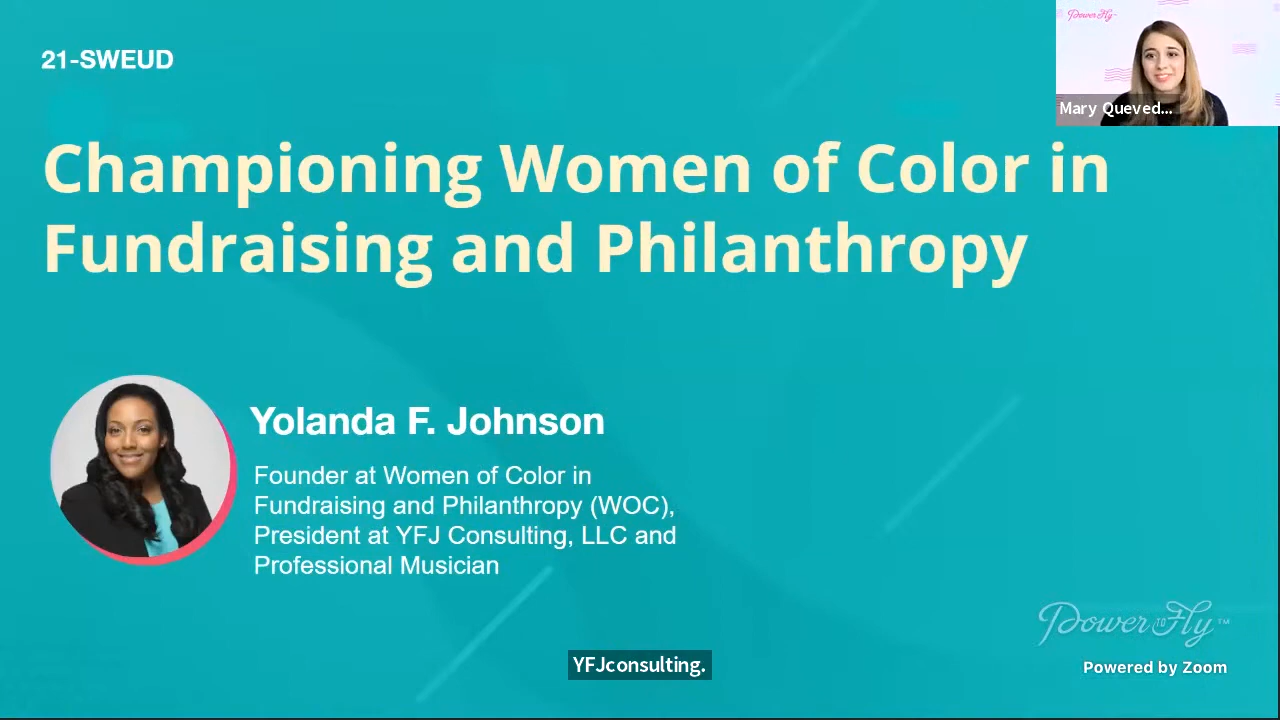 21-SWEUD
PowerToFly
Mary Queved...
Championing Women of Color in
Fundraising and Philanthropy
Yolanda F. Johnson
Founder at Women of Color in
Fundraising and Philanthropy (WOC),
President at YFJ Consulting, LLC and
Professional Musician
PowerToFly™
YFJconsulting.
Powered by Zoom